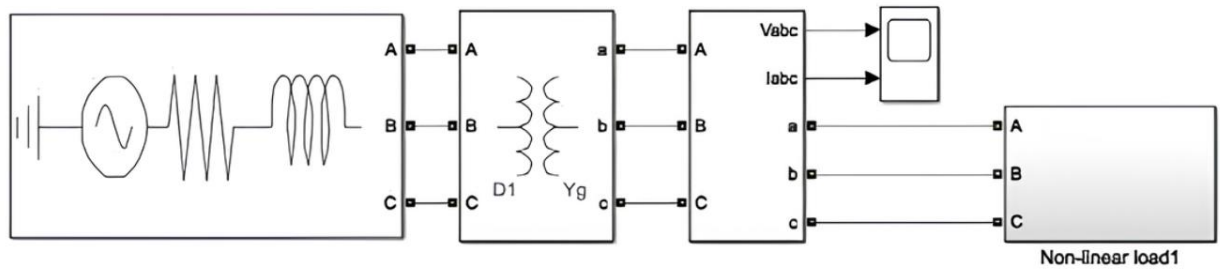 A A a A Vabc
Iabc
B B b B a A
b B
D1 Yg
C C c C c C
Non-linear load1